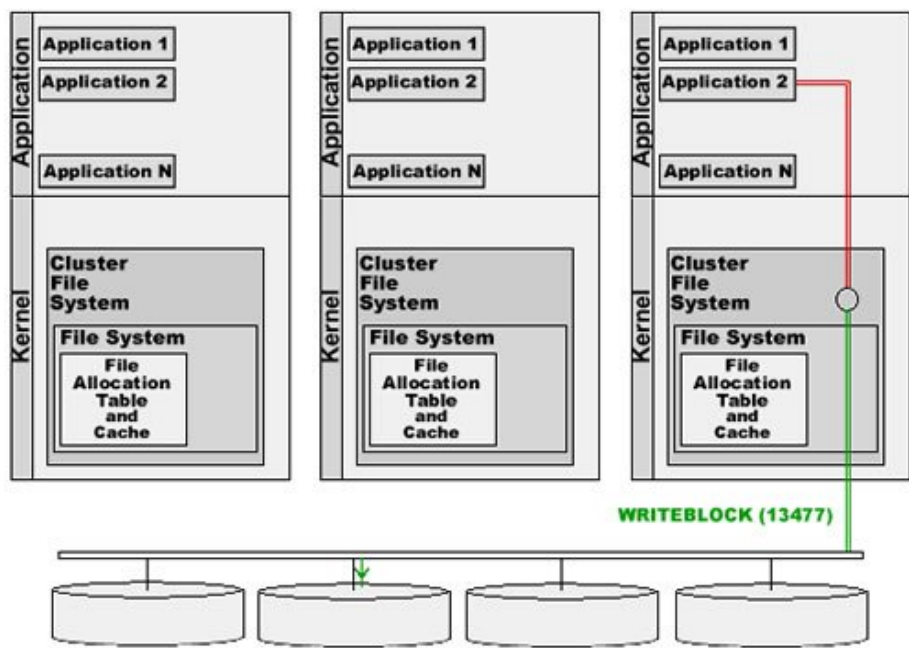 Application
Application 1
Application 2
Application N
Kernel
Cluster
File
System
File System
File
Allocation
Table
and
Cache
Application
Application 1
Application 2
Application N
Kernel
Cluster
File
System
File System
File
Allocation
Table
and
Cache
Application
Application 1
Application 2
Application N
Kernel
Cluster
File
System
File System
File
Allocation
Table
and
Cache
WRITEBLOCK (13477)